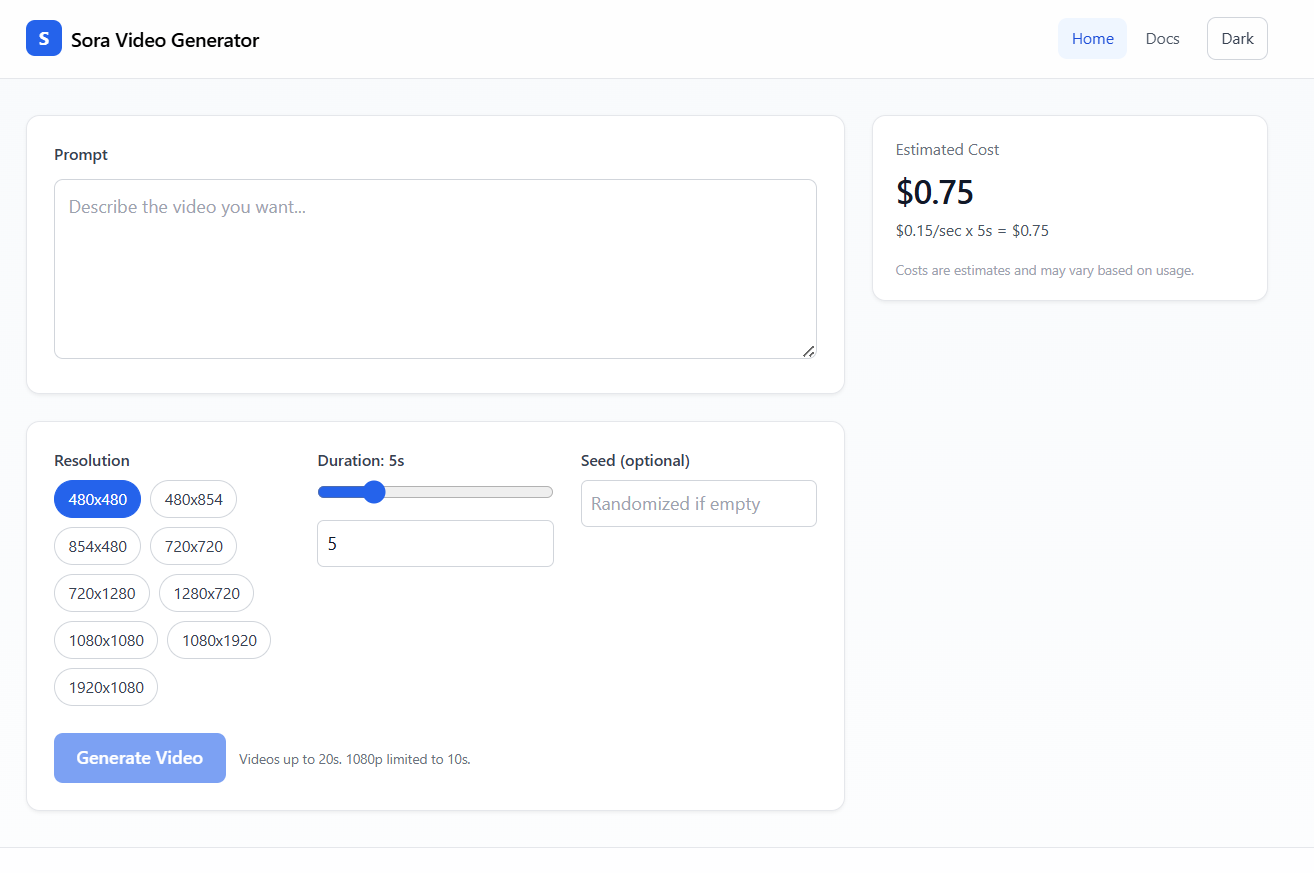 S Sora Video Generator
Home Docs Dark
Prompt
Describe the video you want...
Estimated Cost
$0.75
$0.15/sec x 5s = $0.75
Costs are estimates and may vary based on usage.
Resolution
480x480 480x854
854x480 720x720
720x1280 1280x720
1080x1080 1080x1920
1920x1080
Duration: 5s
5
Seed (optional)
Randomized if empty
Generate Video
Videos up to 20s. 1080p limited to 10s.